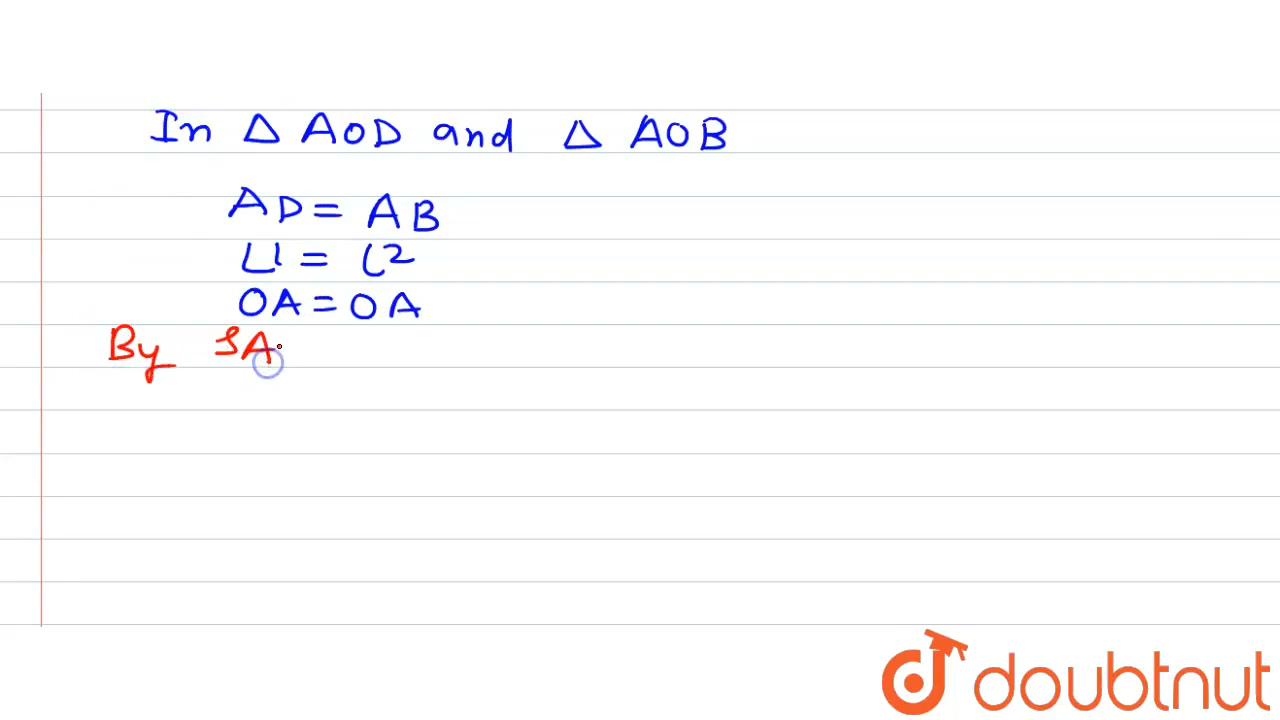 In △ AOD and △ AOB
AD = AB
∠1 = ∠2
OA = OA
By SA
doubtnut